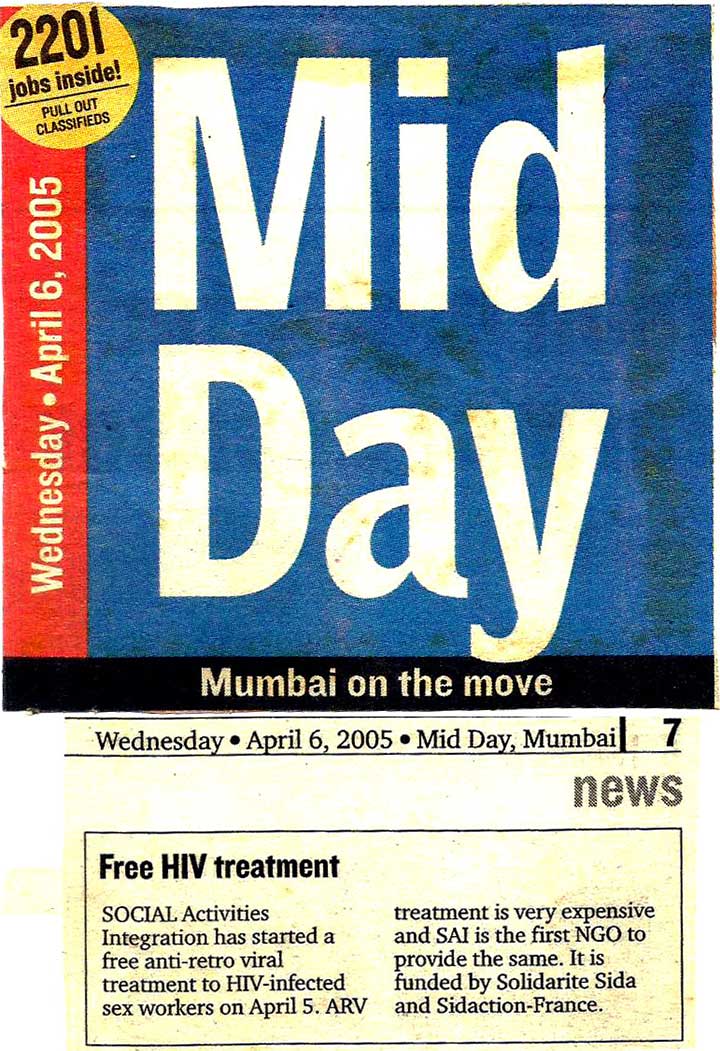 2201
jobs inside!
PULL OUT
CLASSIFIEDS
Wednesday • April 6, 2005
Mid
Day
Mumbai on the move
Wednesday • April 6, 2005 • Mid Day, Mumbai 7
news
Free HIV treatment
SOCIAL Activities
Integration has started a
free anti-retro viral
treatment to HIV-infected
sex workers on April 5. ARV
treatment is very expensive
and SAI is the first NGO to
provide the same. It is
funded by Solidarite Sida
and Sidaction-France.